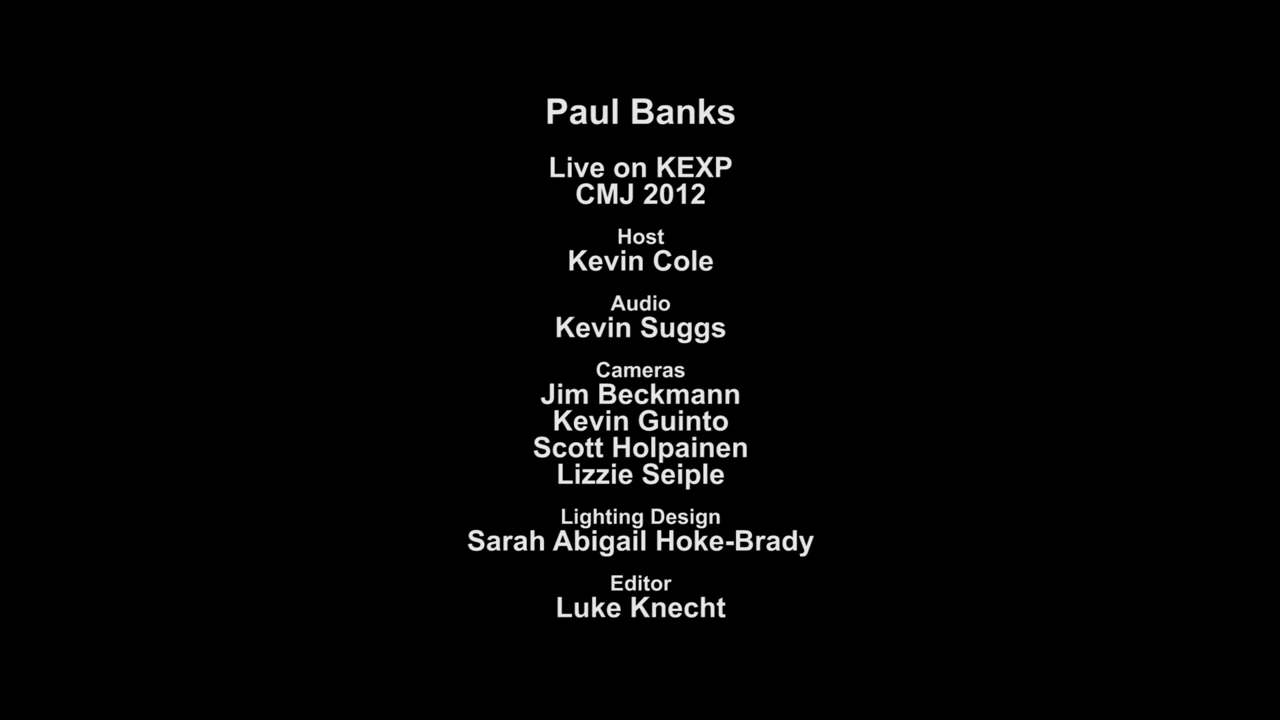 Paul Banks
Live on KEXP
CMJ 2012
Host
Kevin Cole
Audio
Kevin Suggs
Cameras
Jim Beckmann
Kevin Guinto
Scott Holpainen
Lizzie Seiple
Lighting Design
Sarah Abigail Hoke-Brady
Editor
Luke Knecht